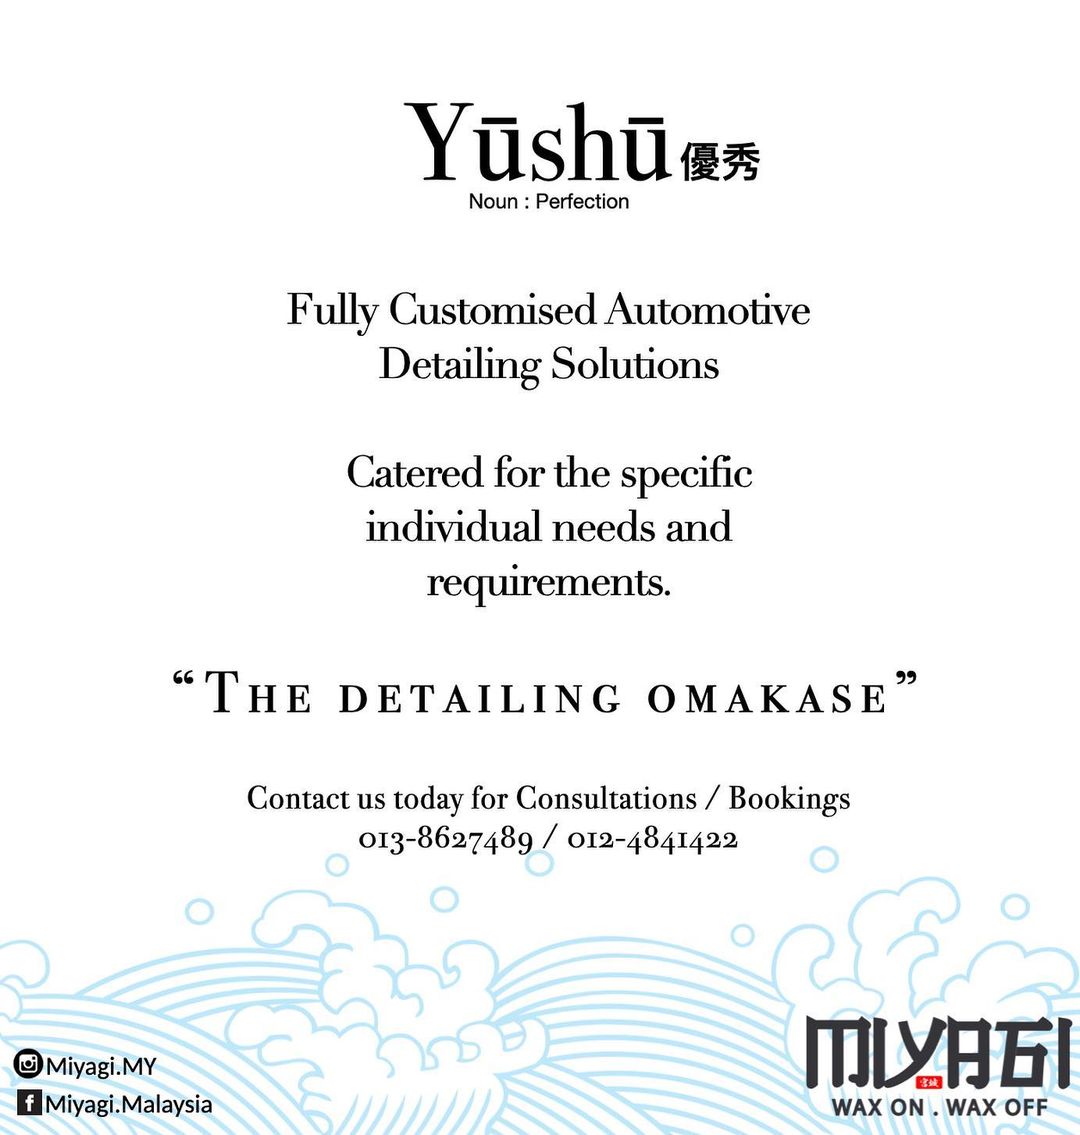 Yūshū 優秀
Noun : Perfection
Fully Customised Automotive
Detailing Solutions
Catered for the specific
individual needs and
requirements.
“THE DETAILING OMAKASE”
Contact us today for Consultations / Bookings
013-8627489 / 012-4841422
Miyagi.MY
Miyagi.Malaysia
MIYAGI
宮城
WAX ON . WAX OFF